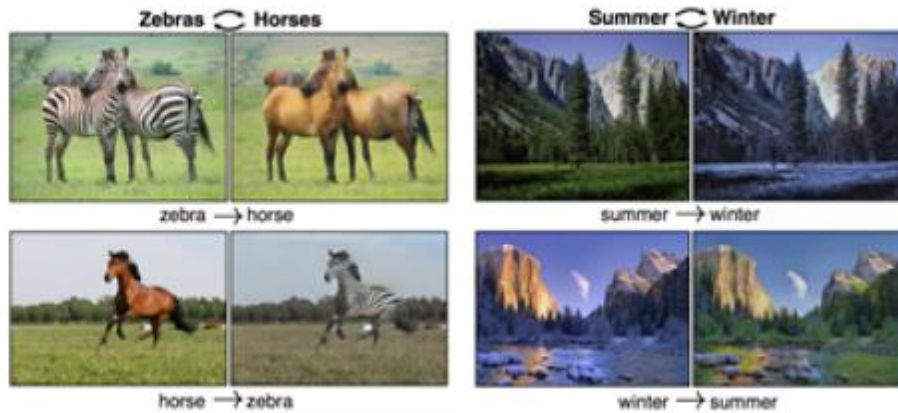 Zebras Horses
zebra → horse
horse → zebra
Summer Winter
summer → winter
winter → summer